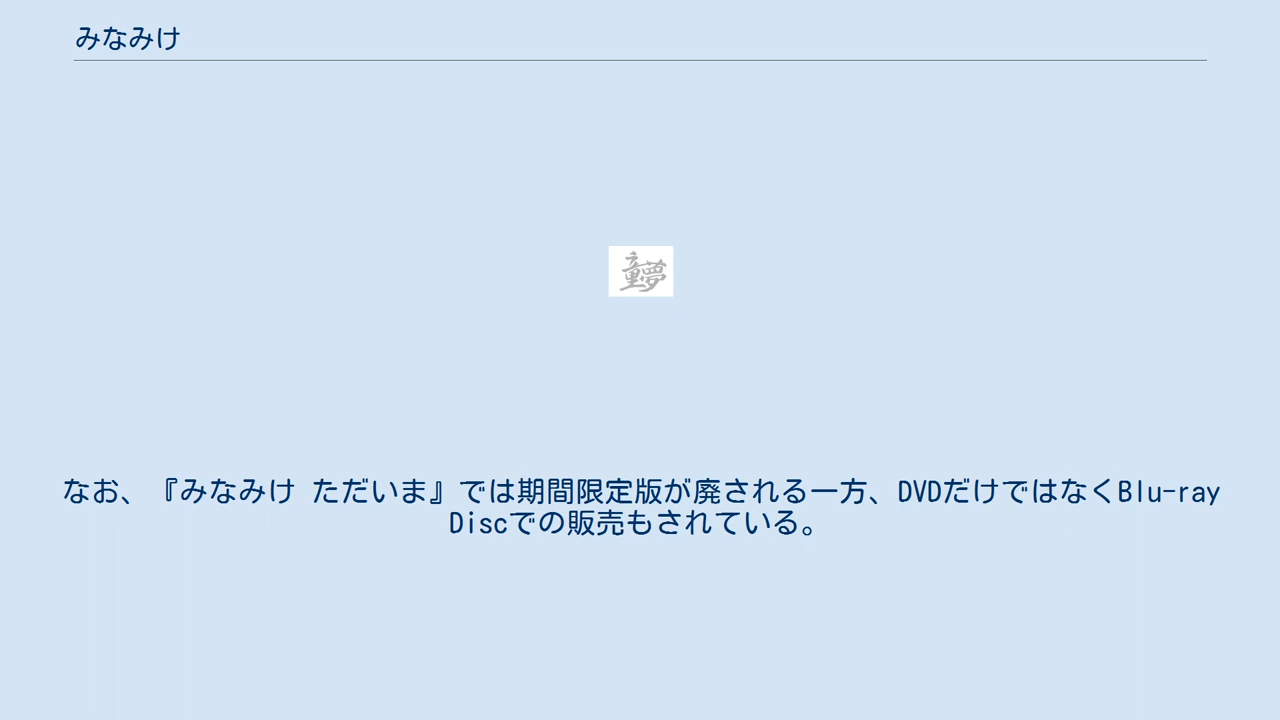 みなみけ
童夢
なお、『みなみけ ただいま』では期間限定版が廃される一方、DVDだけではなくBlu-ray
Discでの販売もされている。